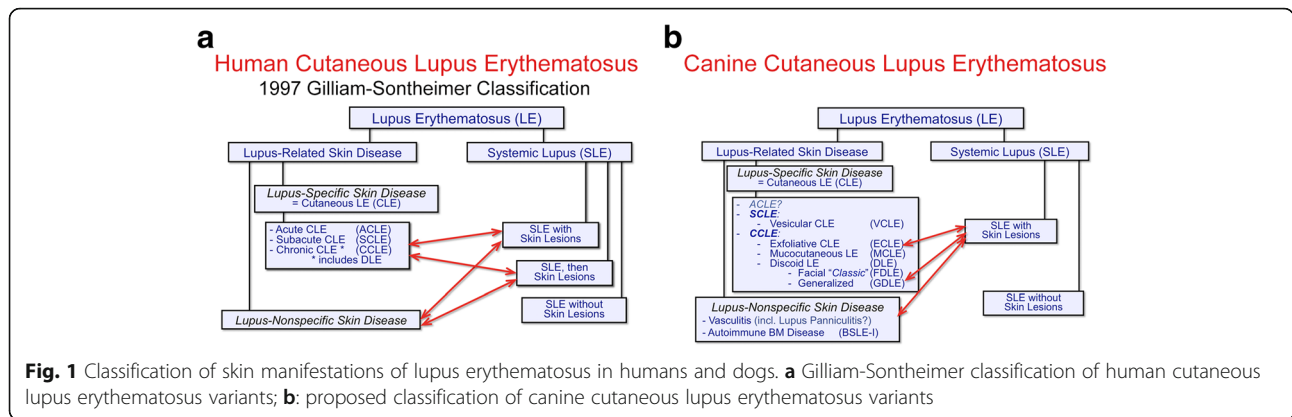 a
Human Cutaneous Lupus Erythematosus
1997 Gilliam-Sontheimer Classification
Lupus Erythematosus (LE)
Lupus-Related Skin Disease
Systemic Lupus (SLE)
Lupus-Specific Skin Disease
= Cutaneous LE (CLE)
- Acute CLE (ACLE)
- Subacute CLE (SCLE)
- Chronic CLE * (CCLE)
* includes DLE
SLE with
Skin Lesions
SLE, then
Skin Lesions
SLE without
Skin Lesions
Lupus-Nonspecific Skin Disease
b
Canine Cutaneous Lupus Erythematosus
Lupus Erythematosus (LE)
Lupus-Related Skin Disease
Systemic Lupus (SLE)
Lupus-Specific Skin Disease
= Cutaneous LE (CLE)
- ACLE?
- SCLE:
- Vesicular CLE (VCLE)
- CCLE:
- Exfoliative CLE (ECLE)
- Mucocutaneous LE (MCLE)
- Discoid LE (DLE)
- Facial “Classic” (FDLE)
- Generalized (GDLE)
SLE with
Skin Lesions
SLE without
Skin Lesions
Lupus-Nonspecific Skin Disease
- Vasculitis (incl. Lupus Panniculitis?)
- Autoimmune BM Disease (BSLE-I)
Fig. 1 Classification of skin manifestations of lupus erythematosus in humans and dogs. a Gilliam-Sontheimer classification of human cutaneous
lupus erythematosus variants; b: proposed classification of canine cutaneous lupus erythematosus variants